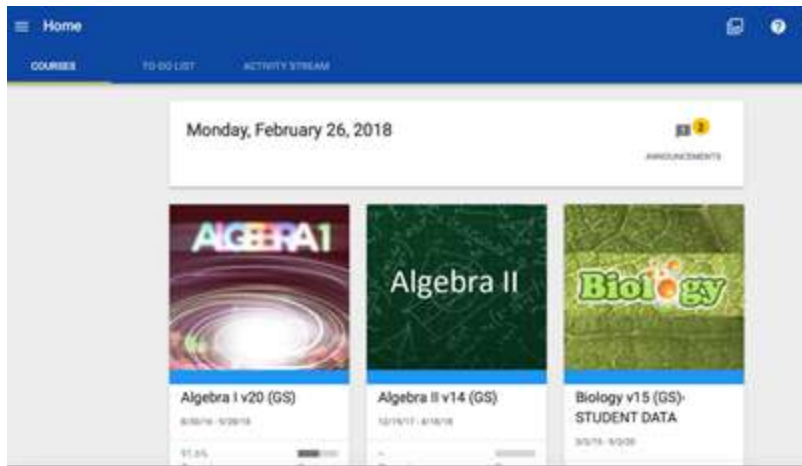 Home
COURSES
TO-DO LIST
ACTIVITY STREAM
Monday, February 26, 2018
2
ANNOUNCEMENTS
ALGEBRA 1
Algebra II
Biology
Algebra I v20 (GS)
Algebra II v14 (GS)
Biology v15 (GS)-
STUDENT DATA